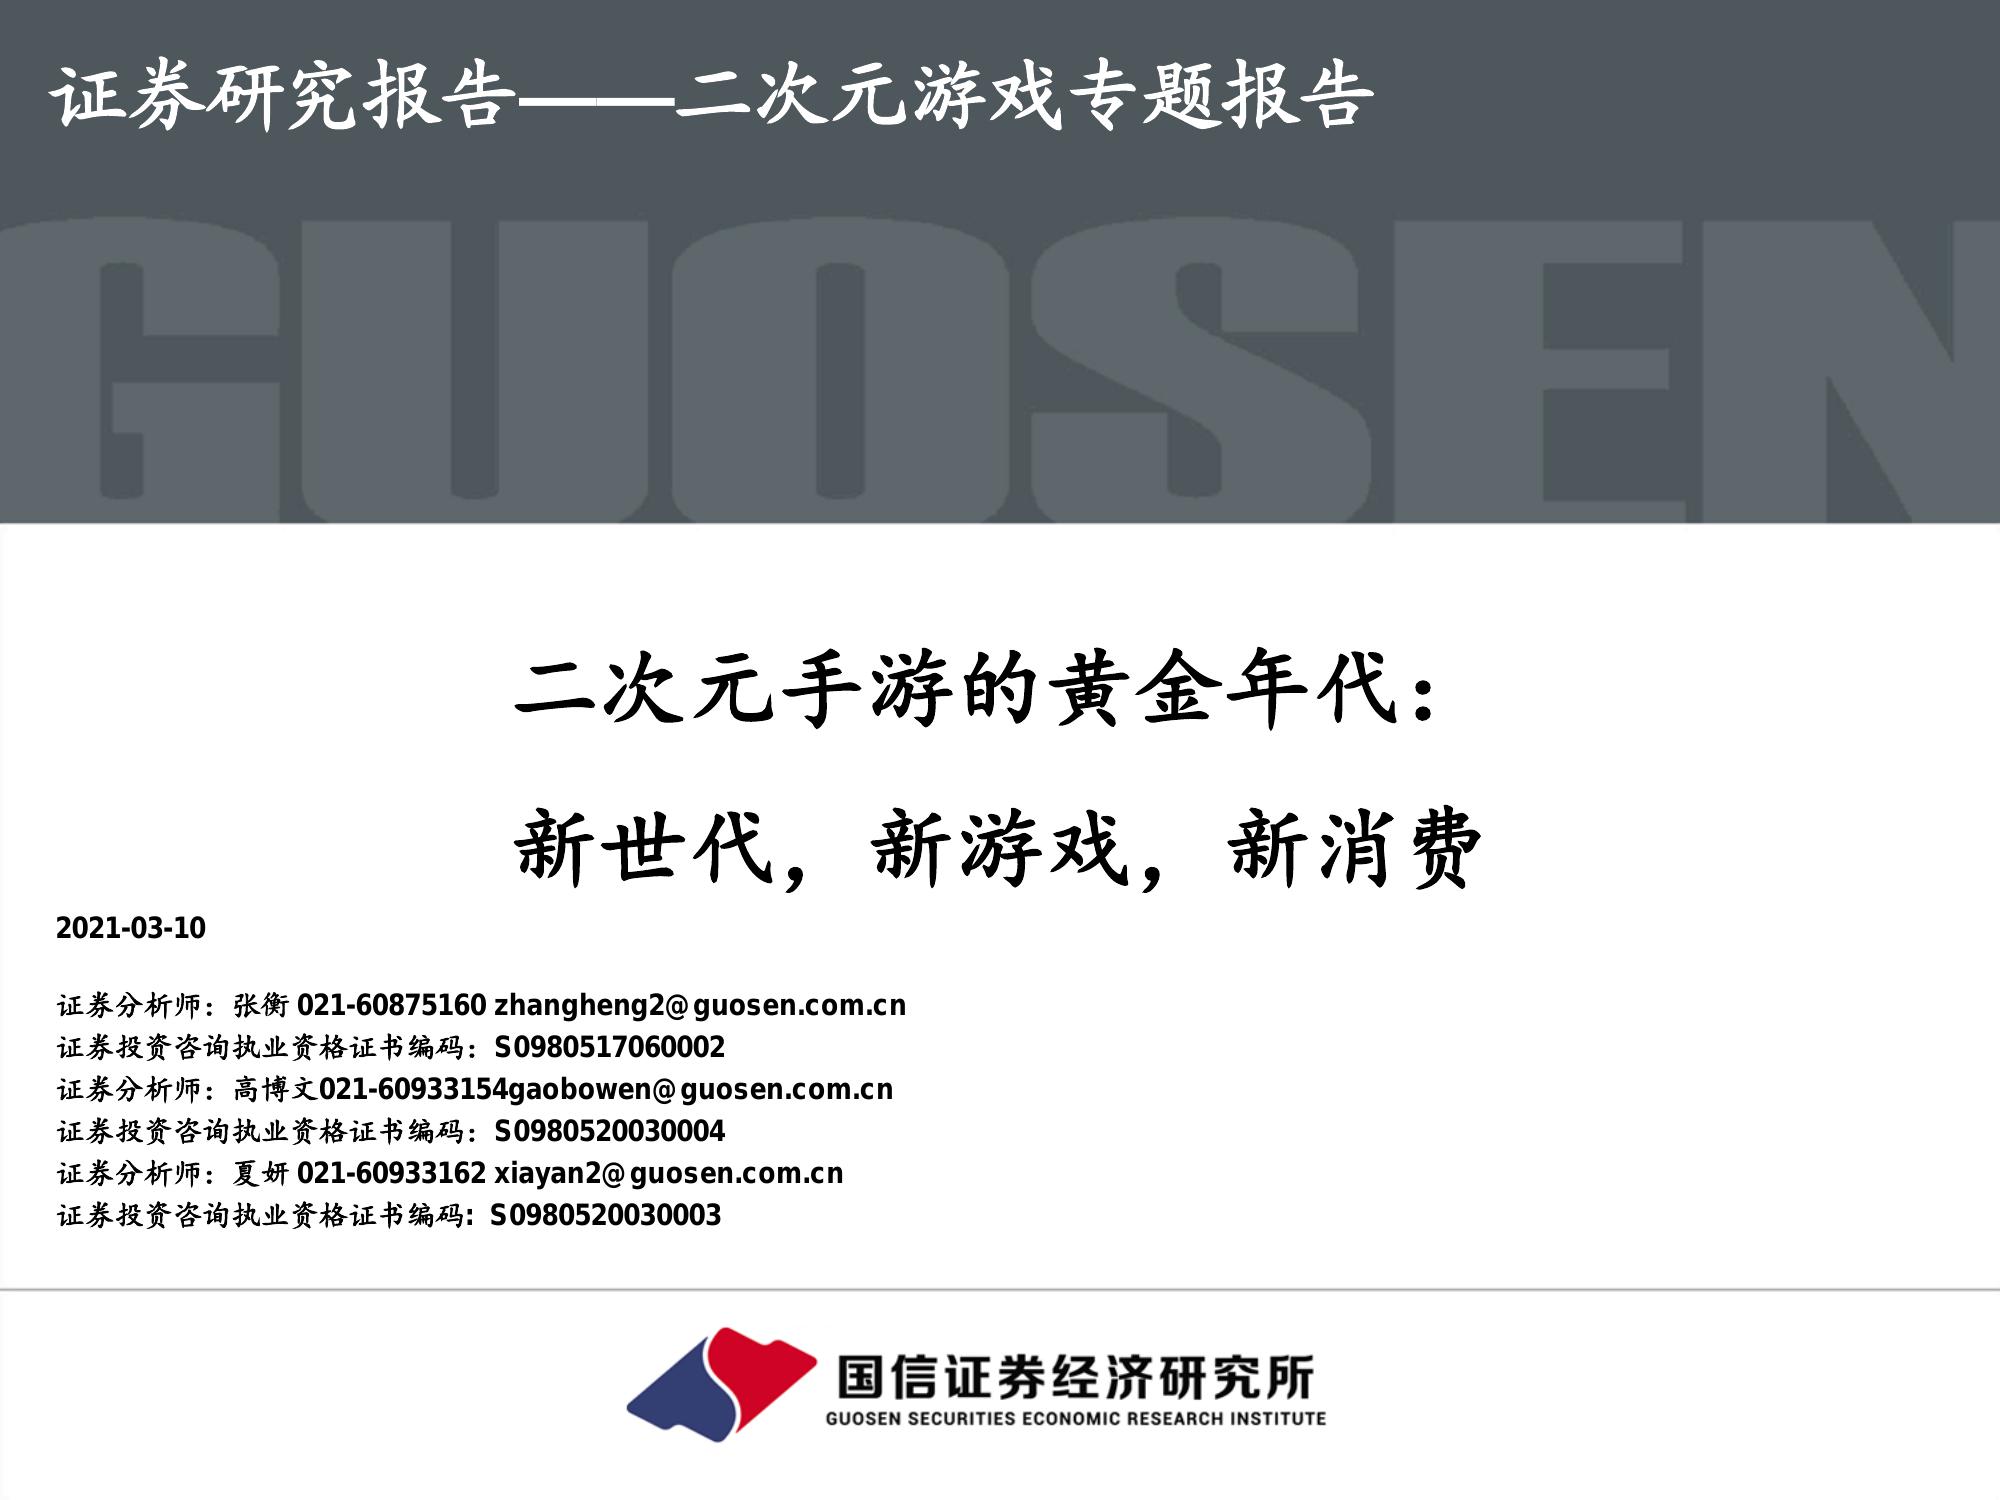 证券研究报告——二次元游戏专题报告
GUOSEN
二次元手游的黄金年代：
新世代，新游戏，新消费
2021-03-10
证券分析师：张衡 021-60875160 zhangheng2@guosen.com.cn
证券投资咨询执业资格证书编码：S0980517060002
证券分析师：高博文021-60933154gaobowen@guosen.com.cn
证券投资咨询执业资格证书编码：S0980520030004
证券分析师：夏妍 021-60933162 xiayan2@guosen.com.cn
证券投资咨询执业资格证书编码: S0980520030003
国信证券经济研究所
GUOSEN SECURITIES ECONOMIC RESEARCH INSTITUTE